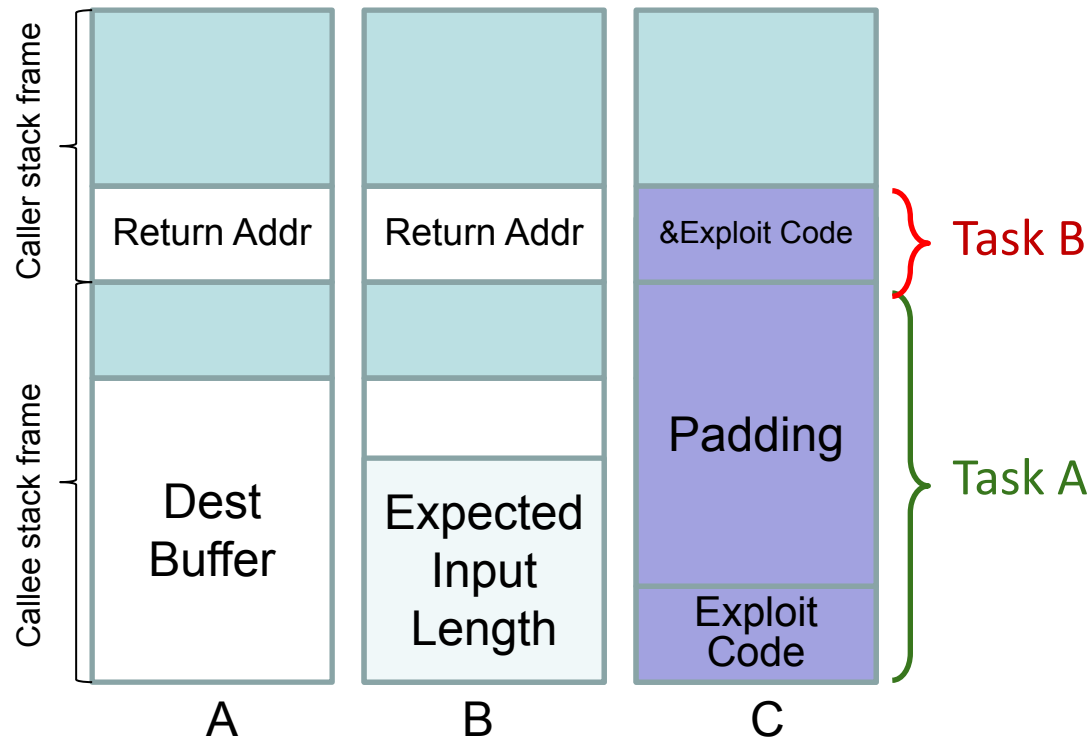 Caller stack frame
Callee stack frame
Return Addr
Dest
Buffer
A
Return Addr
Expected
Input
Length
B
&Exploit Code
Padding
Exploit
Code
C
Task B
Task A